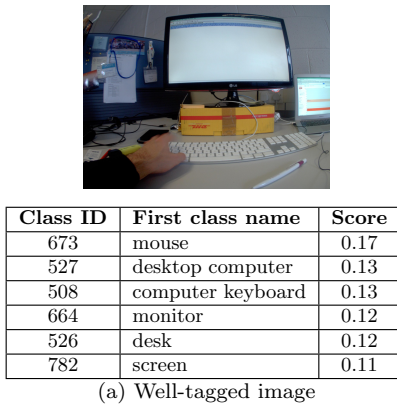 Class ID First class name Score
673 mouse 0.17
527 desktop computer 0.13
508 computer keyboard 0.13
664 monitor 0.12
526 desk 0.12
782 screen 0.11
(a) Well-tagged image